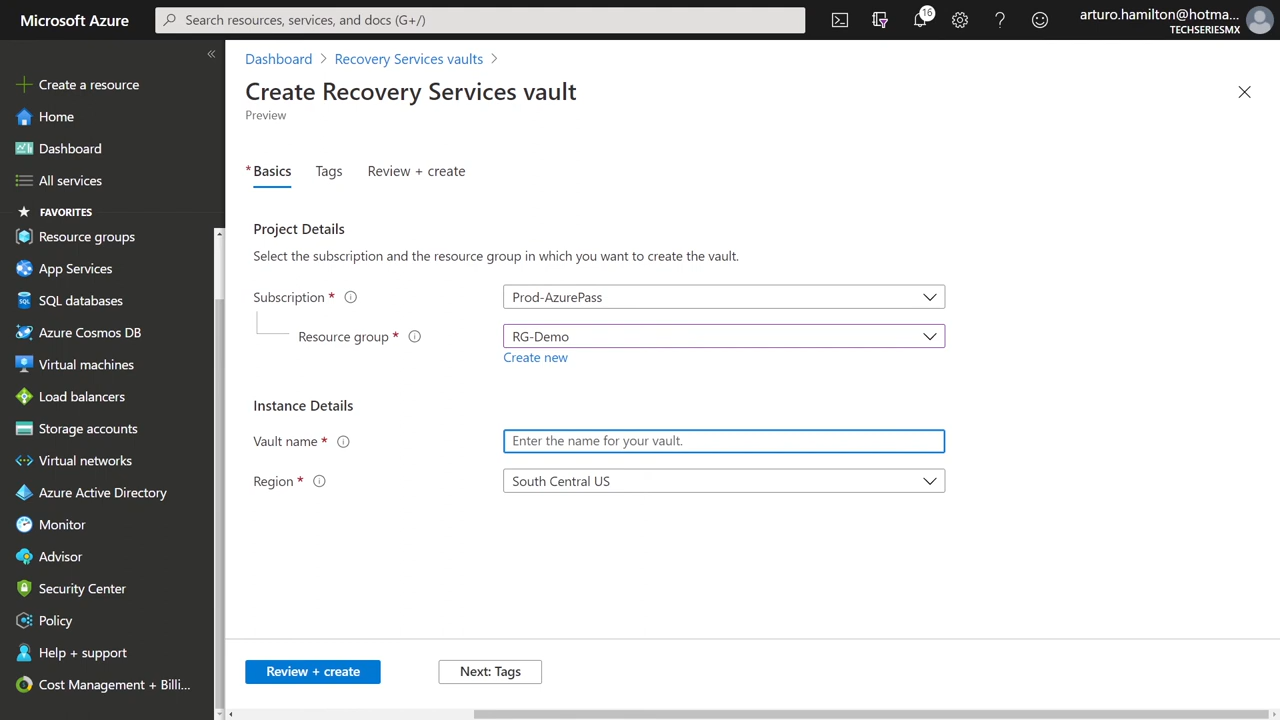 Microsoft Azure
Search resources, services, and docs (G+/)
16
arturo.hamilton@hotma...
TECHSERIESMX
Create a resource
Home
Dashboard
All services
FAVORITES
Resource groups
App Services
SQL databases
Azure Cosmos DB
Virtual machines
Load balancers
Storage accounts
Virtual networks
Azure Active Directory
Monitor
Advisor
Security Center
Policy
Help + support
Cost Management + Billi...
Dashboard > Recovery Services vaults >
Create Recovery Services vault
Preview
* Basics Tags Review + create
Project Details
Select the subscription and the resource group in which you want to create the vault.
Subscription * Prod-AzurePass
Resource group * RG-Demo
Create new
Instance Details
Vault name * Enter the name for your vault.
Region * South Central US
Review + create Next: Tags